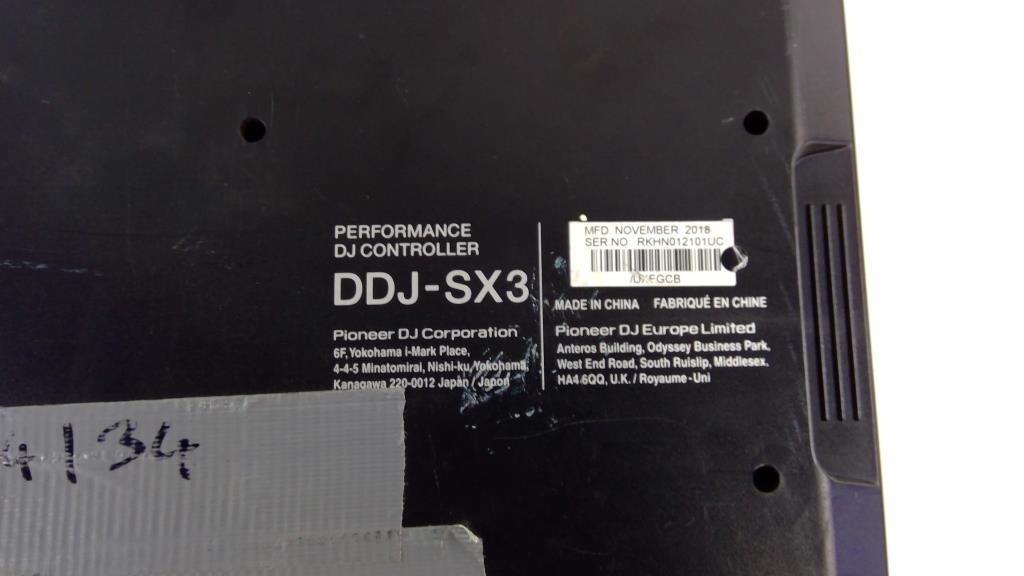 PERFORMANCE
DJ CONTROLLER
DDJ-SX3
Pioneer DJ Corporation
6F, Yokohama i-Mark Place,
4-4-5 Minatomirai, Nishi-ku, Yokohama,
Kanagawa 220-0012 Japan / Japon
MFD. NOVEMBER 2018
SER.NO RKHN012101UC
MADE IN CHINA FABRIQUÉ EN CHINE
Pioneer DJ Europe Limited
Anteros Building, Odyssey Business Park,
West End Road, South Ruislip, Middlesex,
HA4 6QQ, U.K. / Royaume-Uni
4134